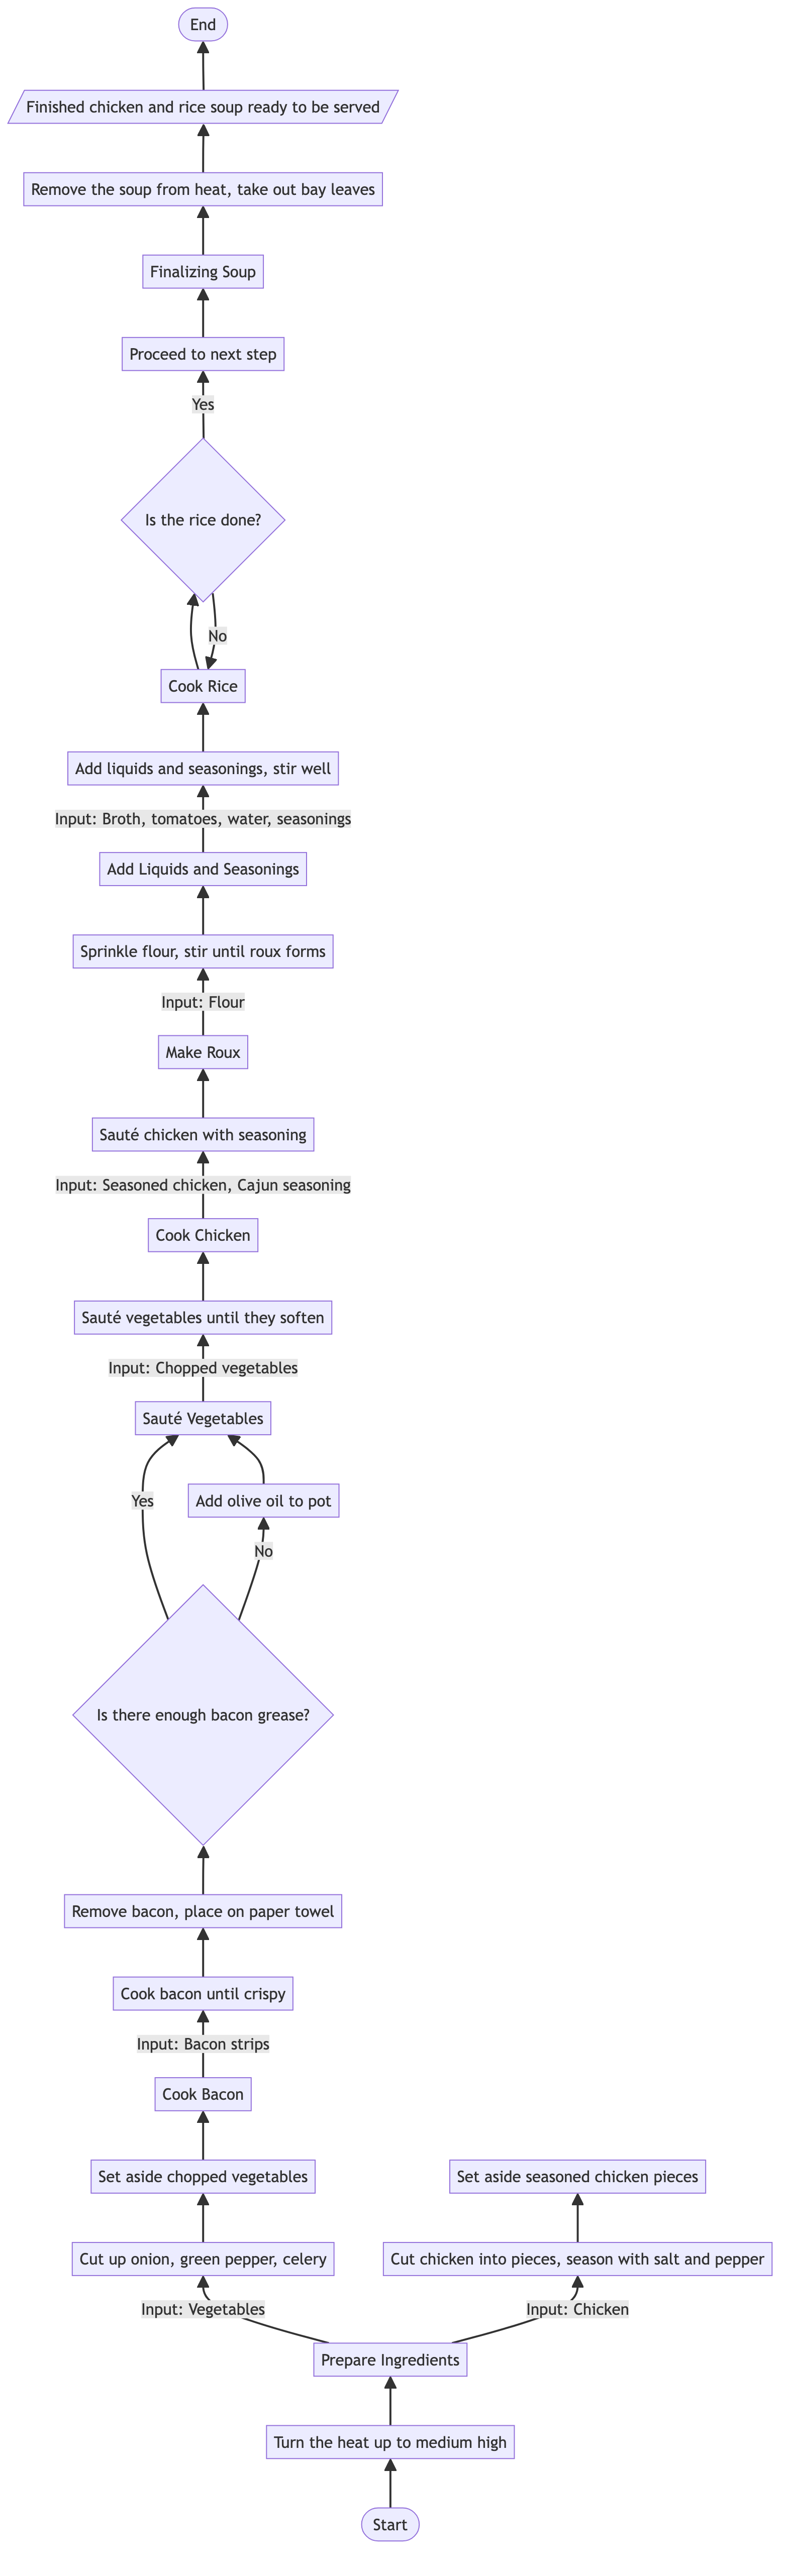 End
Finished chicken and rice soup ready to be served
Remove the soup from heat, take out bay leaves
Finalizing Soup
Proceed to next step
Yes
Is the rice done?
No
Cook Rice
Add liquids and seasonings, stir well
Input: Broth, tomatoes, water, seasonings
Add Liquids and Seasonings
Sprinkle flour, stir until roux forms
Input: Flour
Make Roux
Sauté chicken with seasoning
Input: Seasoned chicken, Cajun seasoning
Cook Chicken
Sauté vegetables until they soften
Input: Chopped vegetables
Sauté Vegetables
Yes
Add olive oil to pot
No
Is there enough bacon grease?
Remove bacon, place on paper towel
Cook bacon until crispy
Input: Bacon strips
Cook Bacon
Set aside chopped vegetables
Set aside seasoned chicken pieces
Cut up onion, green pepper, celery
Cut chicken into pieces, season with salt and pepper
Input: Vegetables
Input: Chicken
Prepare Ingredients
Turn the heat up to medium high
Start